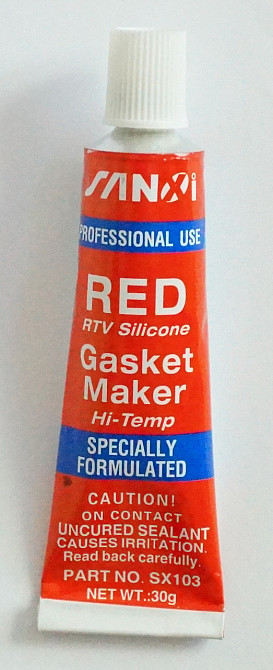 SANXi
PROFESSIONAL USE
RED
RTV Silicone
Gasket
Maker
Hi-Temp
SPECIALLY
FORMULATED
CAUTION!
ON CONTACT
UNCURED SEALANT
CAUSES IRRITATION.
Read back carefully.
PART NO. SX103
NET WT.:30g